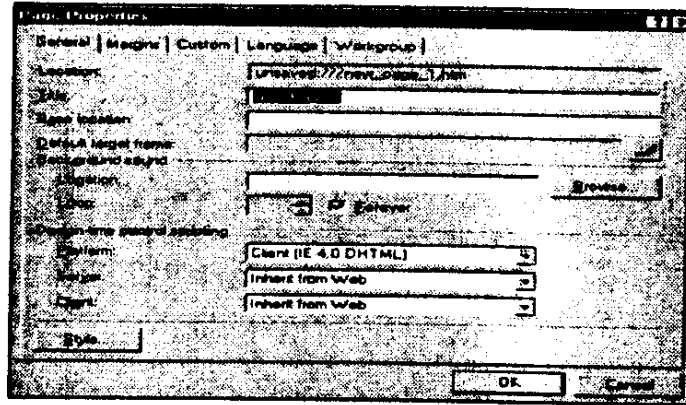 Page Properties
General | Margins | Custom | Language | Workgroup
Location: unsaved:///new_page_1.htm
Title:
Base location:
Default target frame:
Background sound
Location: Browse...
Loop: Forever
Design-time control scripting
Platform: Client (IE 4.0 DHTML)
Server: Inherit from Web
Client: Inherit from Web
Style...
OK Cancel